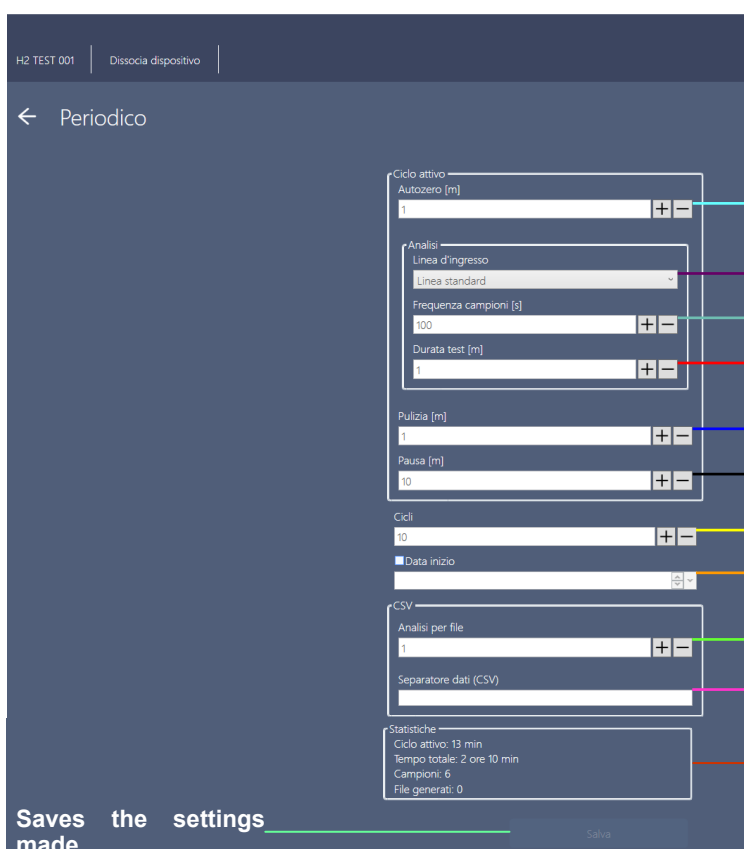 H2 TEST 001 Dissocia dispositivo
Periodico
Ciclo attivo
Autozero [m]
1
Analisi
Linea d'ingresso
Linea standard
Frequenza campioni [s]
100
Durata test [m]
1
Pulizia [m]
1
Pausa [m]
10
Cicli
10
Data inizio
CSV
Analisi per file
1
Separatore dati (CSV)
Statistiche
Ciclo attivo: 13 min
Tempo totale: 2 ore 10 min
Campioni: 6
File generati: 0
Saves the settings
made
Salva